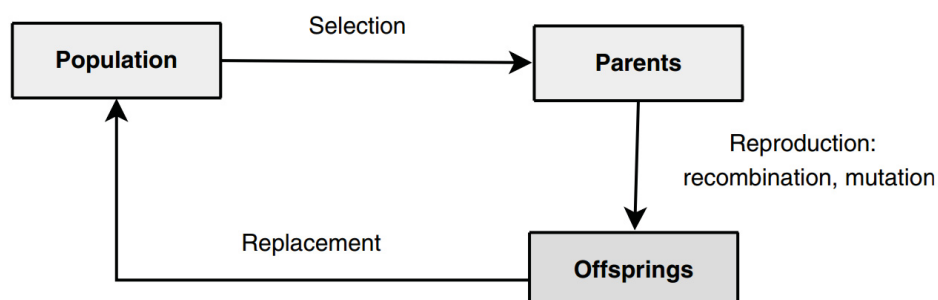 Selection
Population
Parents
Reproduction:
recombination, mutation
Replacement
Offsprings